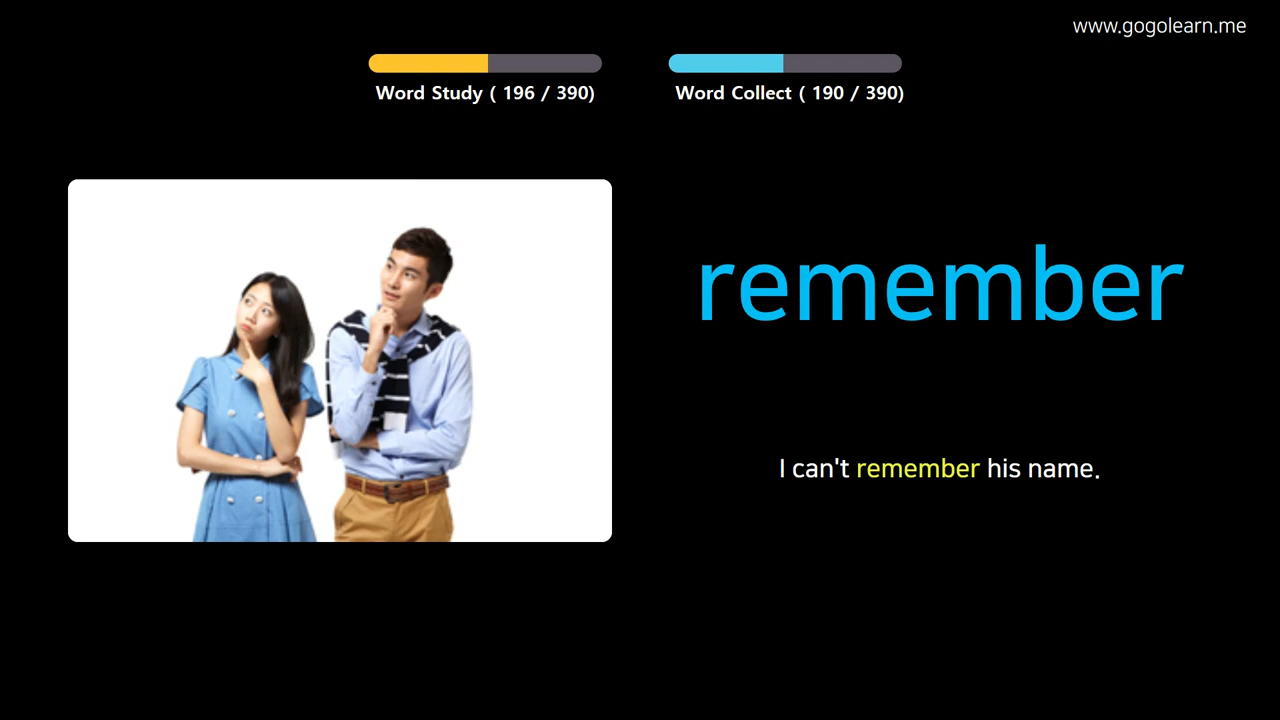 www.gogolearn.me
Word Study ( 196 / 390)
Word Collect ( 190 / 390)
remember
I can't remember his name.